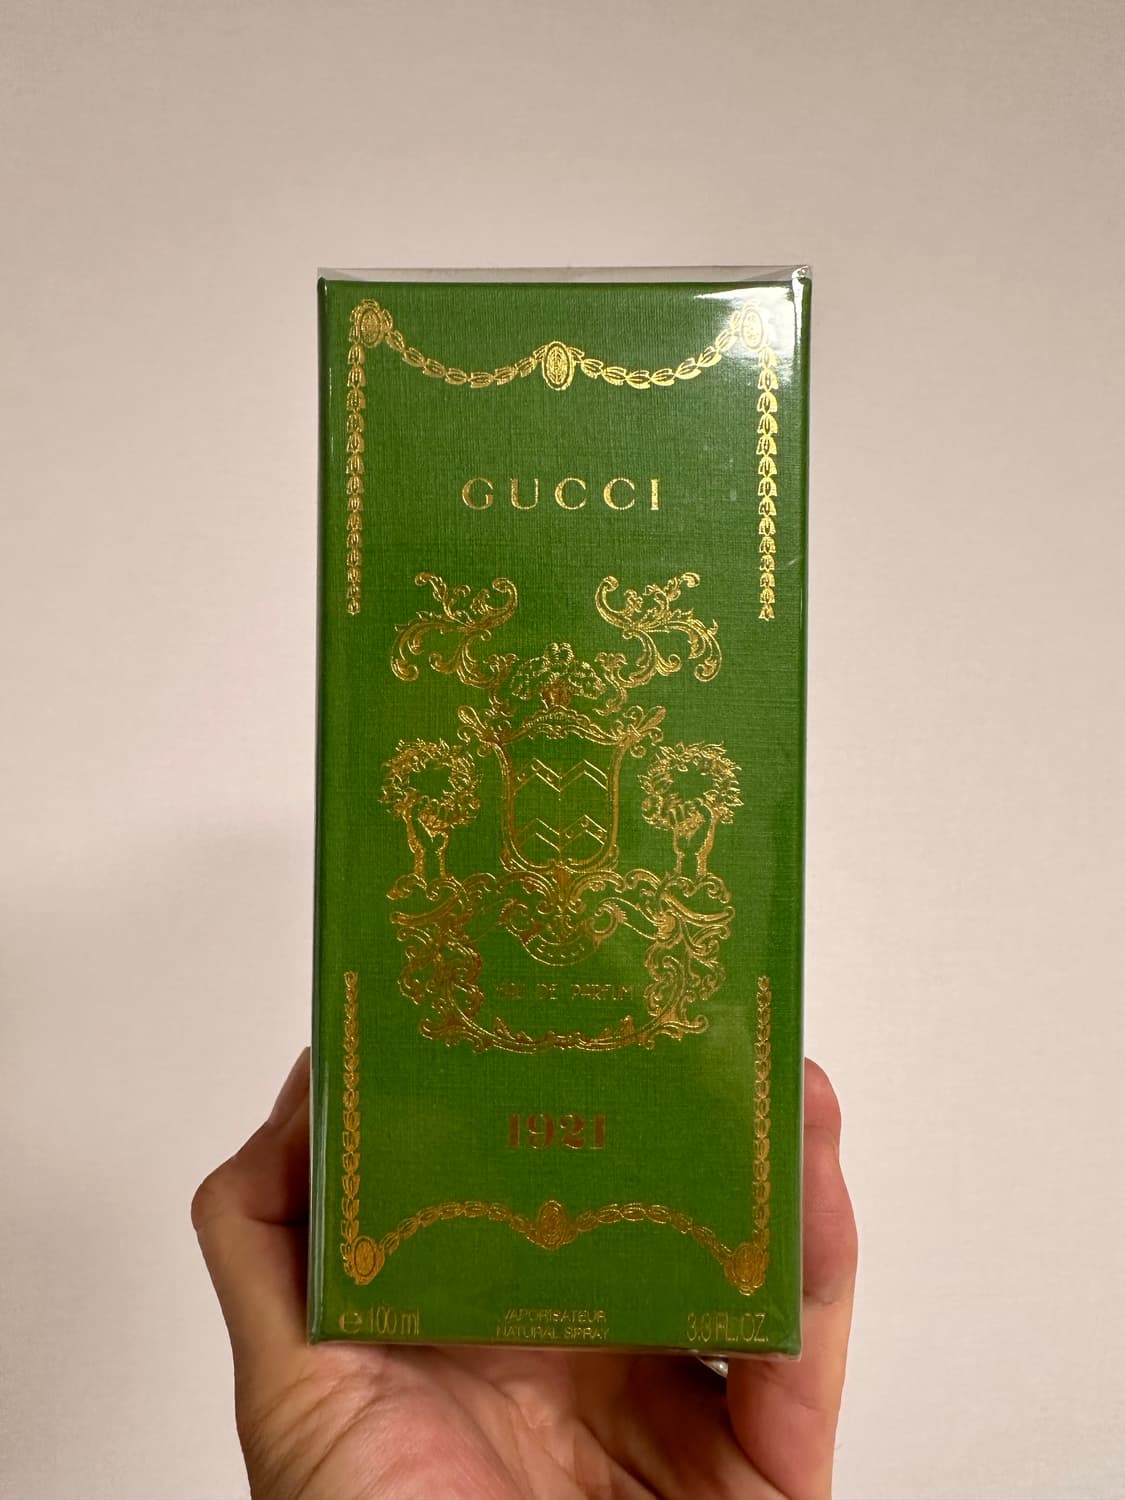 GUCCI
EAU DE PARFUM
1921
e 100 ml
VAPORISATEUR
NATURAL SPRAY
3.3 FL. OZ.